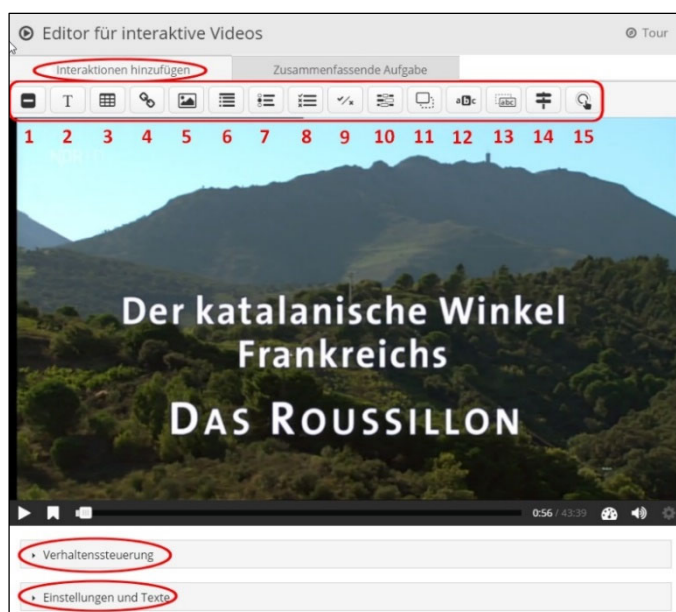 Editor für interaktive Videos
Tour
Interaktionen hinzufügen
Zusammenfassende Aufgabe
T
abc
abc
1 2 3 4 5 6 7 8 9 10 11 12 13 14 15
Der katalanische Winkel
Frankreichs
DAS ROUSSILLON
0:56 / 43:39
Verhaltenssteuerung
Einstellungen und Texte